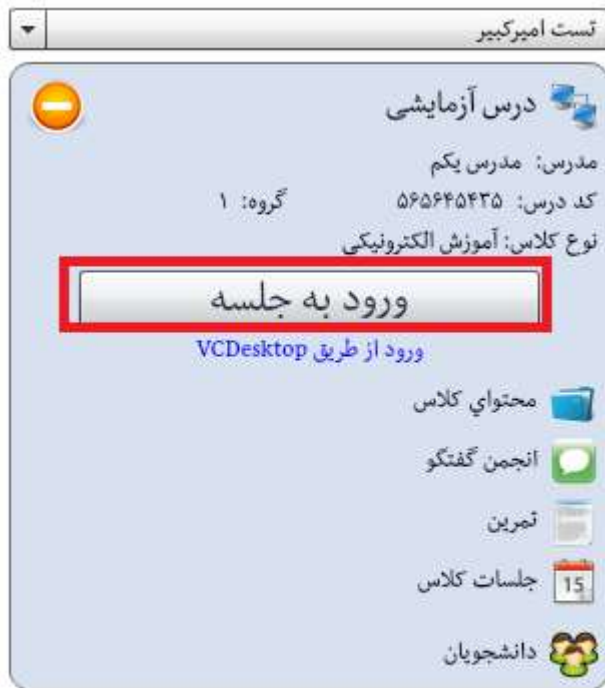 تست امیرکبیر
درس آزمایشی
مدرس: مدرس یکم
کد درس: ۵۶۵۶۴۵۴۳۵ گروه: ۱
نوع کلاس: آموزش الکترونیکی
ورود به جلسه
ورود از طریق VCDesktop
محتواي کلاس
انجمن گفتگو
تمرین
جلسات کلاس
15
دانشجویان